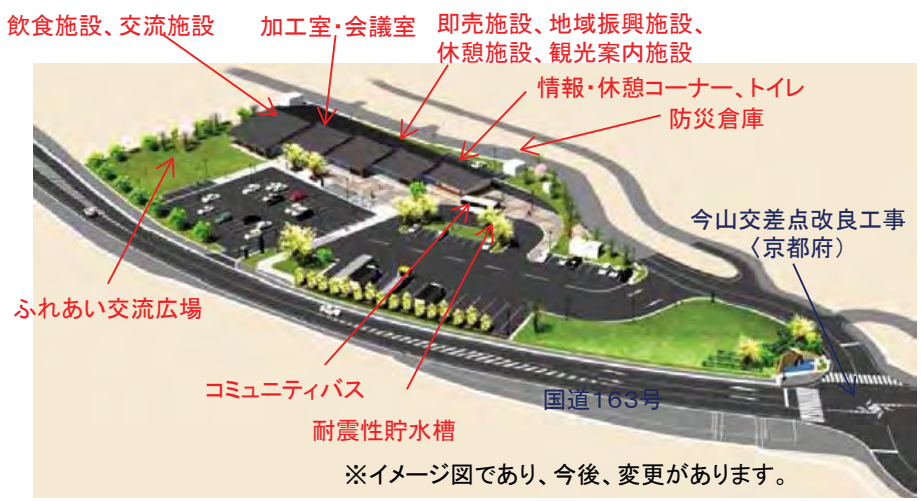 飲食施設、交流施設
加工室・会議室
即売施設、地域振興施設、
休憩施設、観光案内施設
情報・休憩コーナー、トイレ
防災倉庫
今山交差点改良工事
〈京都府）
ふれあい交流広場
コミュニティバス
国道163号
耐震性貯水槽
※イメージ図であり、今後、変更があります。